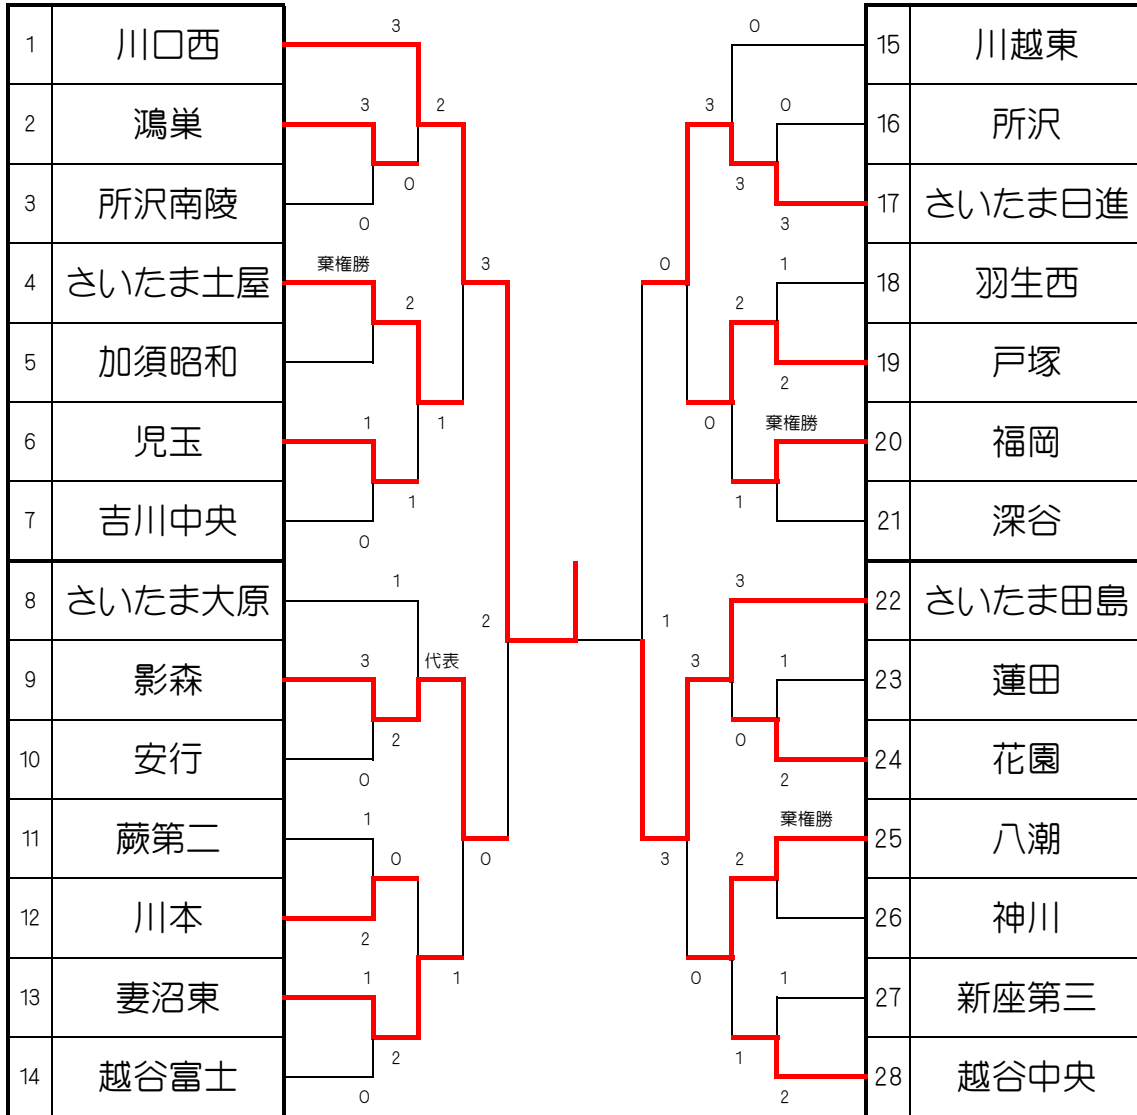 3
0
1 川口西
15 川越東
3 2
3 0
2 鴻巣
16 所沢
0
3
3 所沢南陵
17 さいたま日進
0
3
棄権勝 3
0 1
4 さいたま土屋
18 羽生西
2
2
5 加須昭和
19 戸塚
2
1 1
0 棄権勝
6 児玉
20 福岡
1
1
7 吉川中央
21 深谷
0
1
3
8 さいたま大原
22 さいたま田島
2
1
3 代表
3 1
9 影森
23 蓮田
2
0
10 安行
24 花園
0
2
1
棄権勝
11 蕨第二
25 八潮
0 0
3 2
12 川本
26 神川
2
1 1
0 1
13 妻沼東
27 新座第三
2
1
14 越谷富士
28 越谷中央
0
2